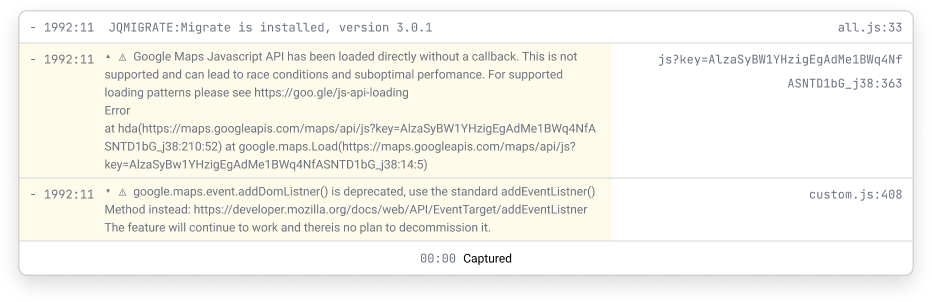 - 1992:11 JQMIGRATE:Migrate is installed, version 3.0.1 all.js:33
- 1992:11 ▲ ⚠ Google Maps Javascript API has been loaded directly without a callback. This is not js?key=AlzaSyBW1YHzigEgAdMe1BWq4Nf
supported and can lead to race conditions and suboptimal perfomance. For supported ASNTD1bG_j38:363
loading patterns please see https://goo.gle/js-api-loading
Error
at hda(https://maps.googleapis.com/maps/api/js?key=AlzaSyBW1YHzigEgAdMe1BWq4NfA
SNTD1bG_j38:210:52) at google.maps.Load(https://maps.googleapis.com/maps/api/js?
key=AlzaSyBw1YHzigEgAdMe1BWq4NfASNTD1bG_j38:14:5)
- 1992:11 ▼ ⚠ google.maps.event.addDomListner() is deprecated, use the standard addEventListner() custom.js:408
Method instead: https://developer.mozilla.org/docs/web/API/EventTarget/addEventListner
The feature will continue to work and thereis no plan to decommission it.
00:00 Captured